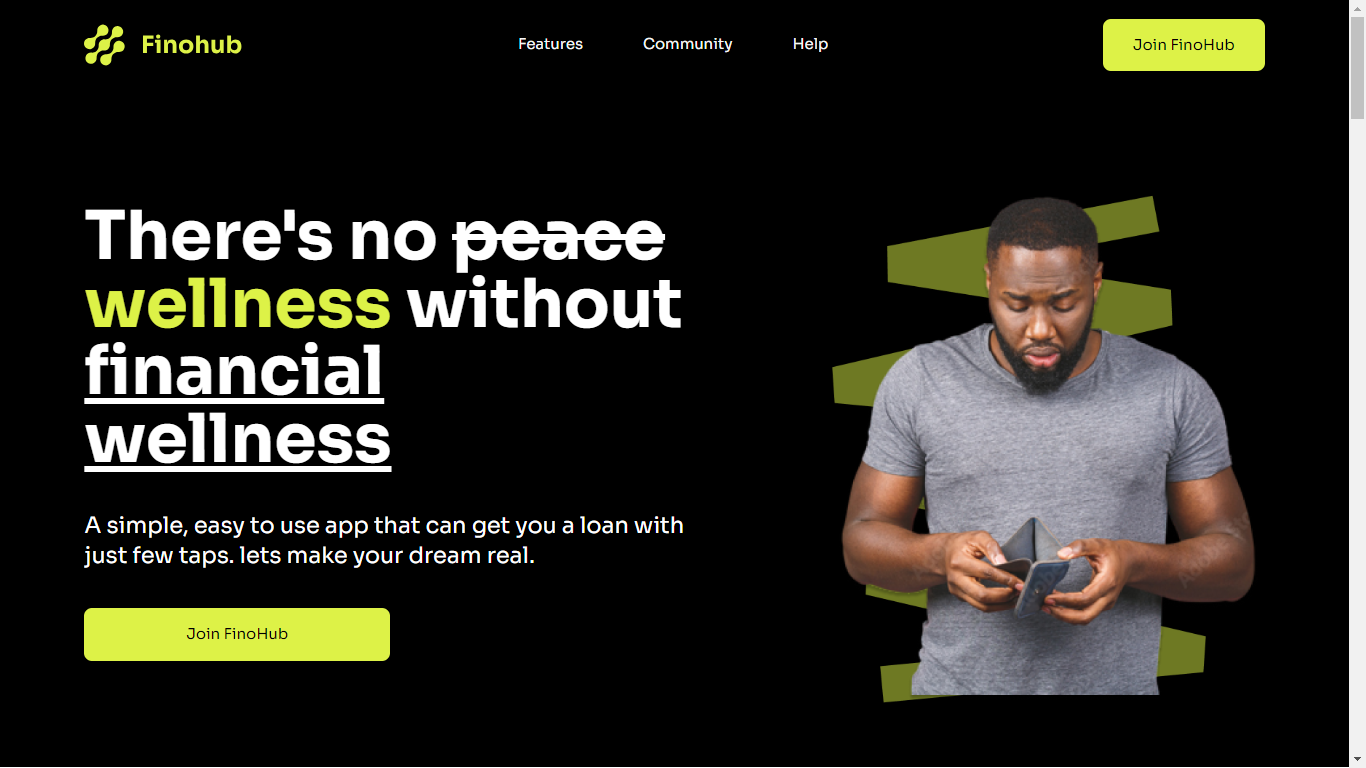 Finohub
Features
Community
Help
Join FinoHub
There's no peace
wellness without
financial
wellness
A simple, easy to use app that can get you a loan with
just few taps. lets make your dream real.
Join FinoHub